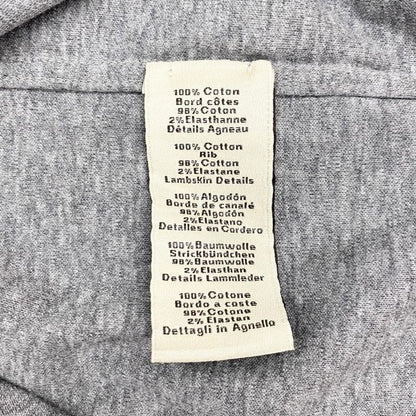 100% Coton
Bord côtes
98% Coton
2% Elasthanne
Détails Agneau
100% Cotton
Rib
98% Cotton
2% Elastane
Lambskin Details
100% Algodón
Borde de canalé
98% Algodón
2% Elastano
Detalles en Cordero
100% Baumwolle
Strickbündchen
98% Baumwolle
2% Elasthan
Details Lammleder
100% Cotone
Bordo a coste
98% Cotone
2% Elastan
Dettagli in Agnello